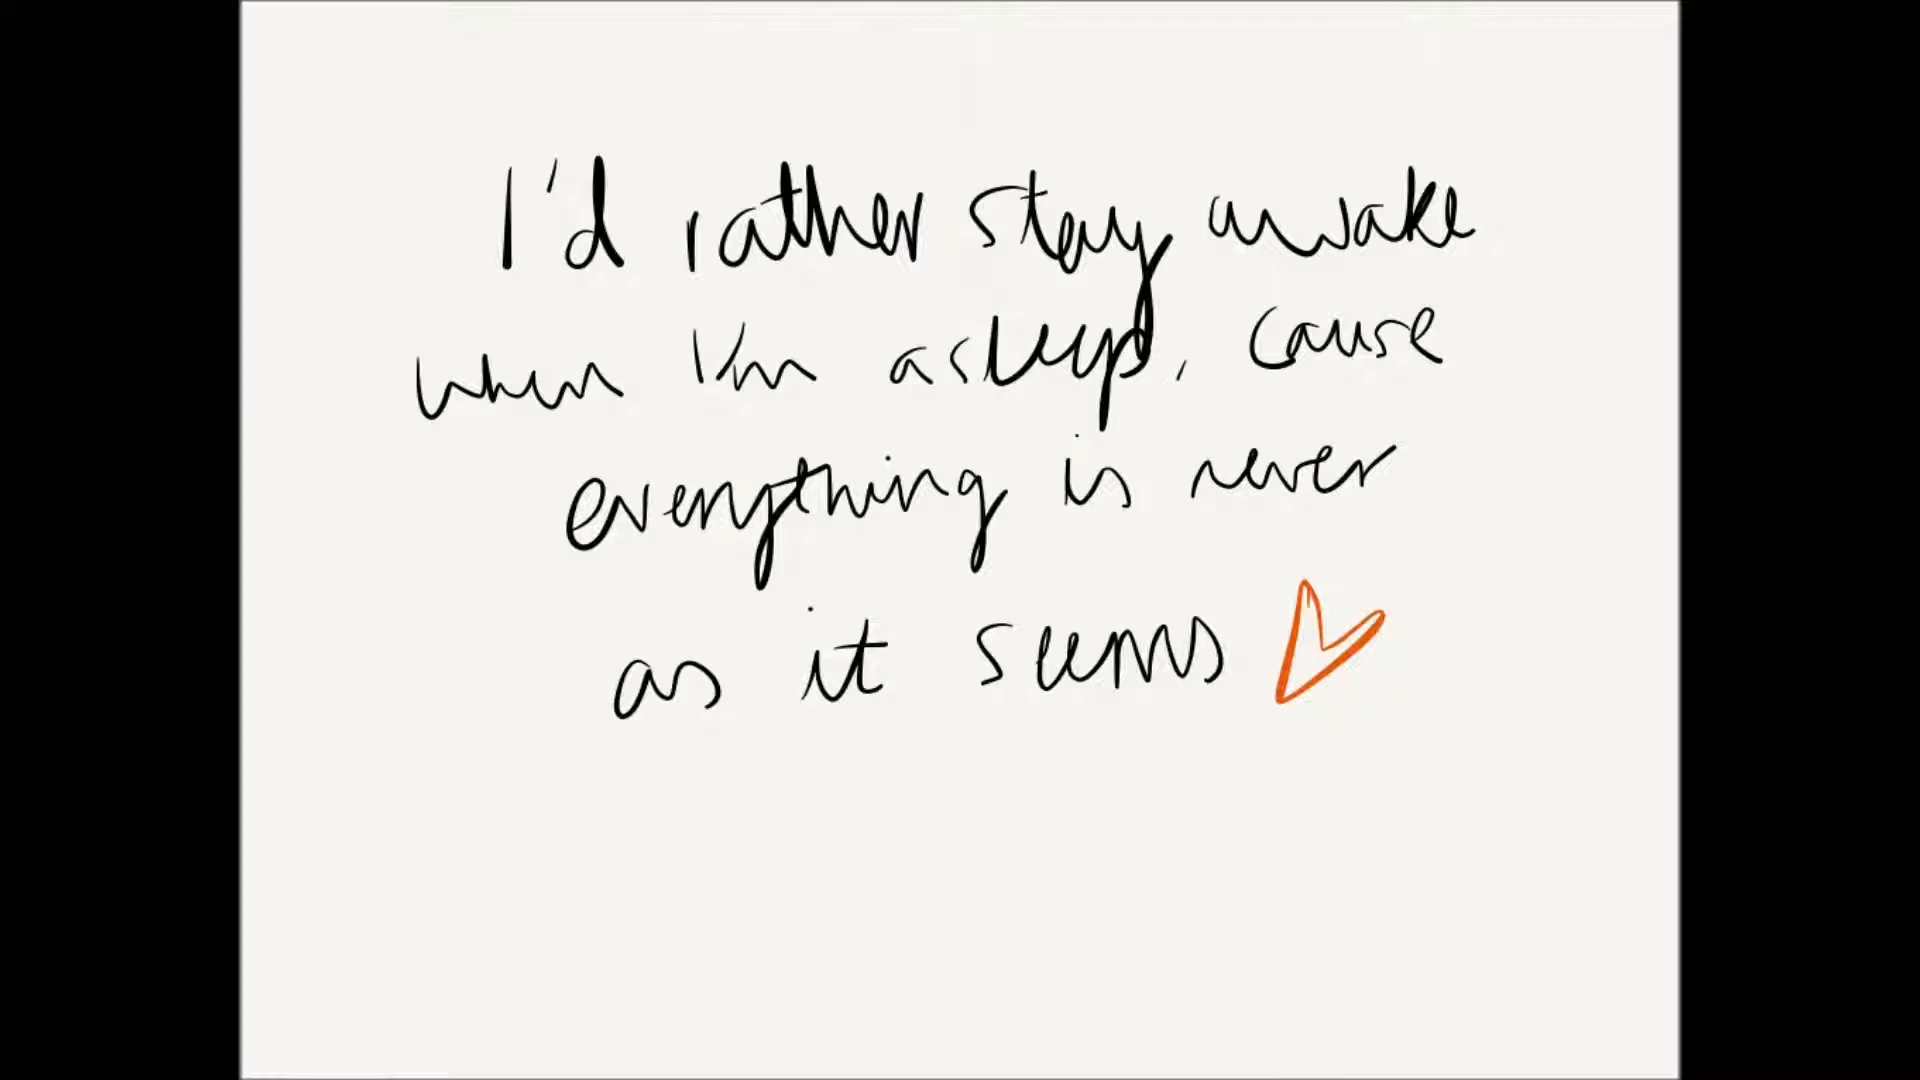 I'd rather stay awake
when I'm asleep, cause
everything is never
as it seems